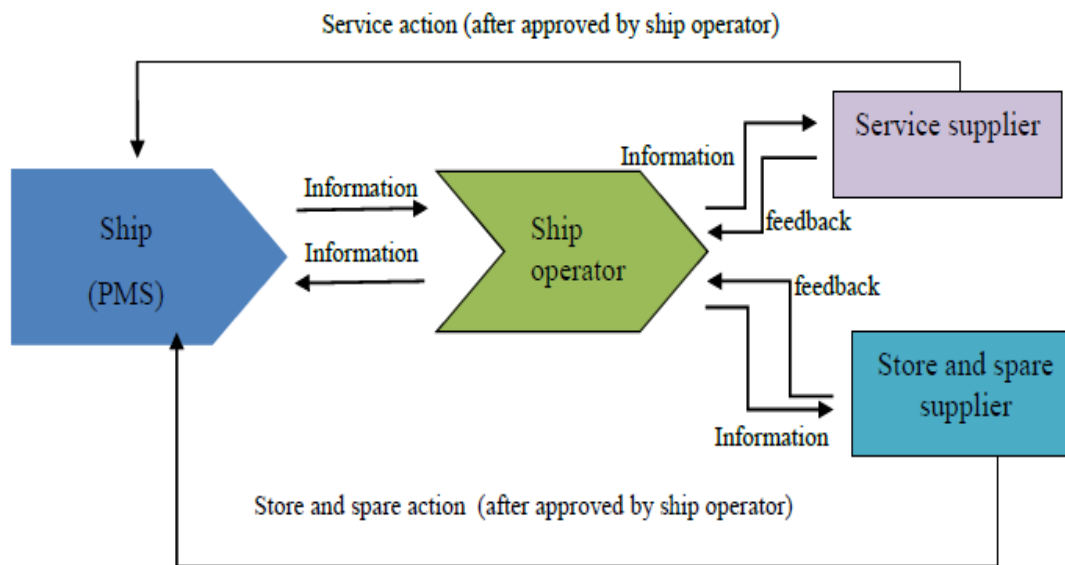 Service action (after approved by ship operator)
Service supplier
Information
Information
Ship
(PMS)
Ship
operator
feedback
Information
feedback
Store and spare
supplier
Information
Store and spare action (after approved by ship operator)